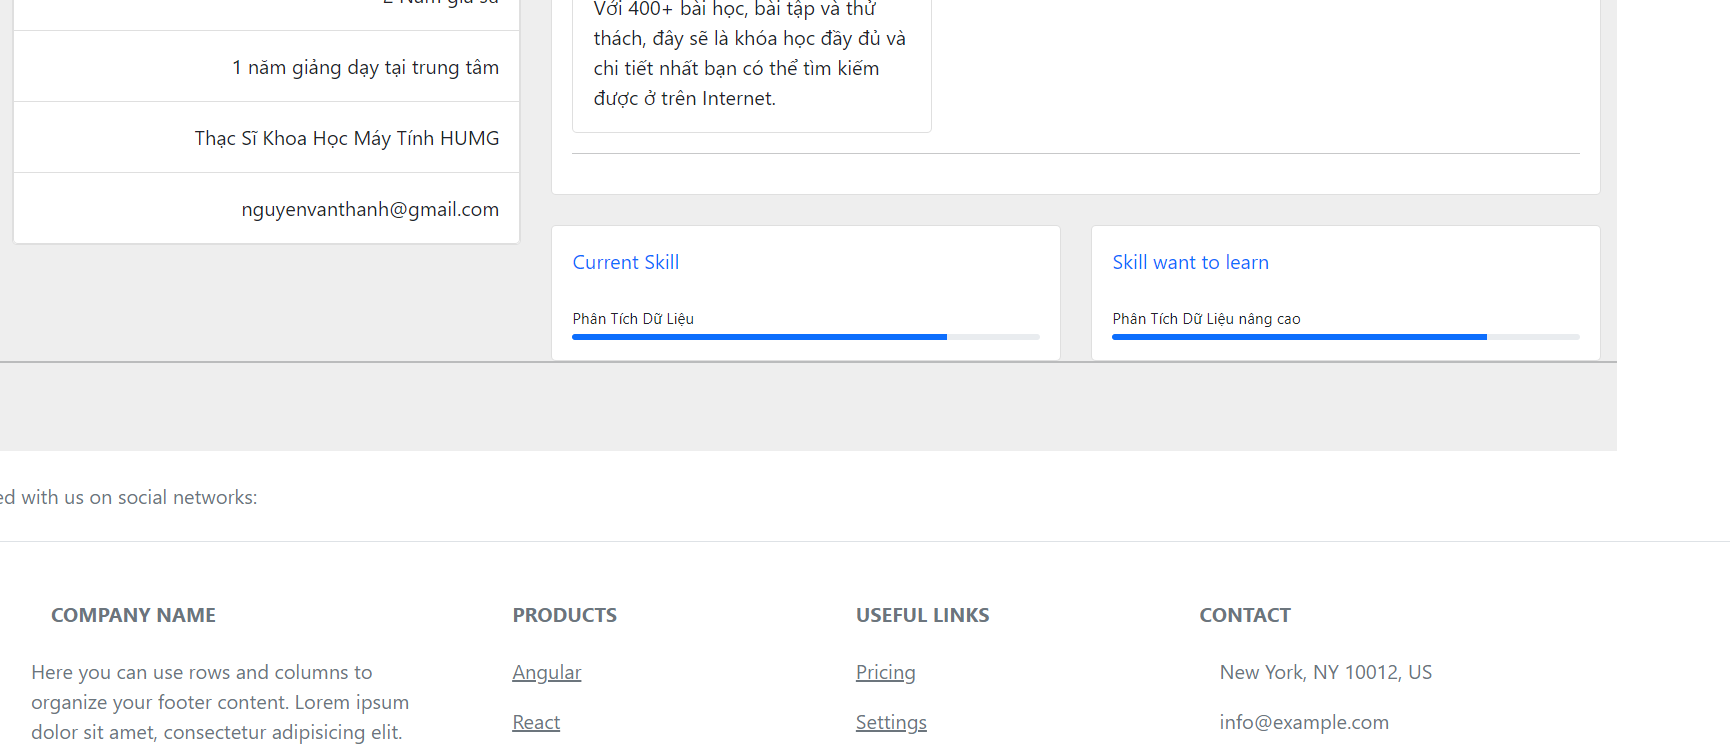 1 năm giảng dạy tại trung tâm
Thạc Sĩ Khoa Học Máy Tính HUMG
nguyenvanthanh@gmail.com
Với 400+ bài học, bài tập và thử
thách, đây sẽ là khóa học đầy đủ và
chi tiết nhất bạn có thể tìm kiếm
được ở trên Internet.
Current Skill
Phân Tích Dữ Liệu
Skill want to learn
Phân Tích Dữ Liệu nâng cao
ed with us on social networks:
COMPANY NAME
Here you can use rows and columns to
organize your footer content. Lorem ipsum
dolor sit amet, consectetur adipisicing elit.
PRODUCTS
Angular
React
USEFUL LINKS
Pricing
Settings
CONTACT
New York, NY 10012, US
info@example.com